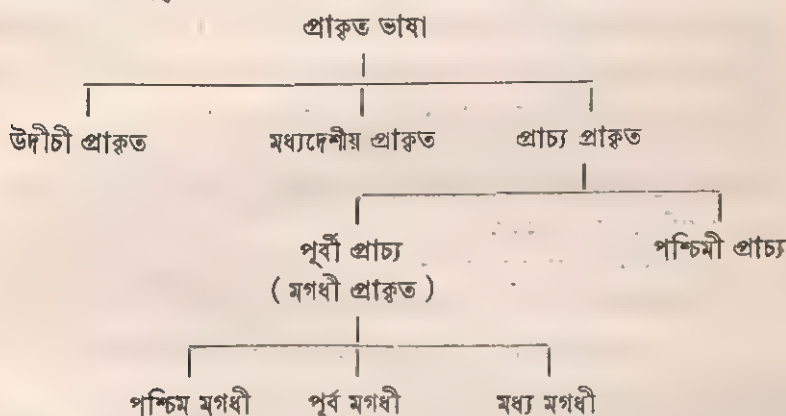 প্রাকৃত ভাষা
উদীচী প্রাকৃত মধ্যদেশীয় প্রাকৃত প্রাচ্য প্রাকৃত
পূর্বী প্রাচ্য পশ্চিমী প্রাচ্য
( মগধী প্রাকৃত )
পশ্চিম মগধী পূর্ব মগধী মধ্য মগধী